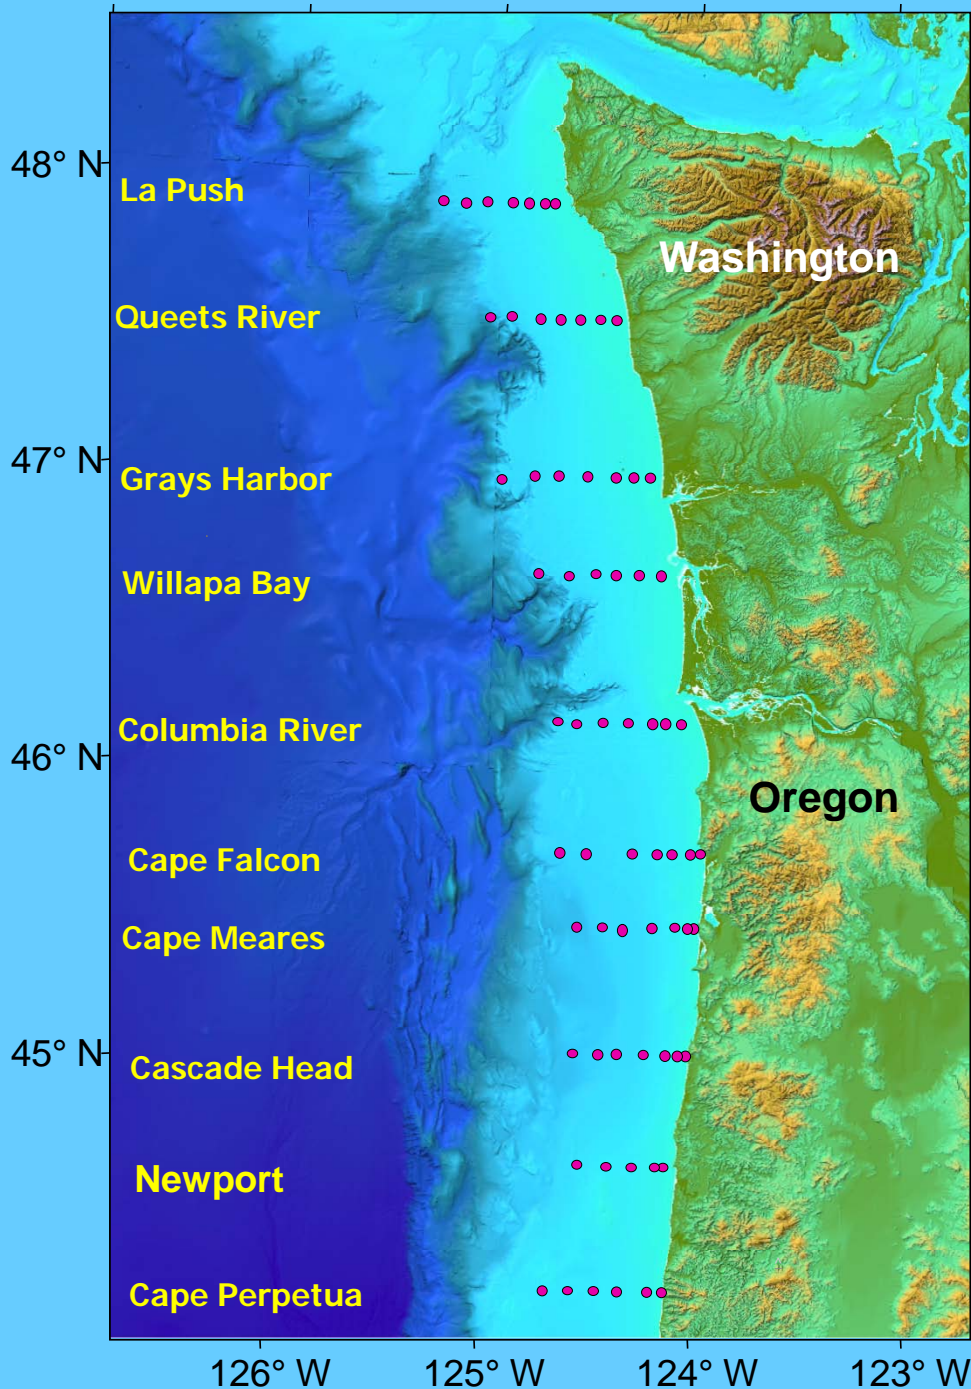 48° N
La Push
Washington
Queets River
47° N
Grays Harbor
Willapa Bay
Columbia River
46° N
Oregon
Cape Falcon
Cape Meares
45° N
Cascade Head
Newport
Cape Perpetua
126° W 125° W 124° W 123° W